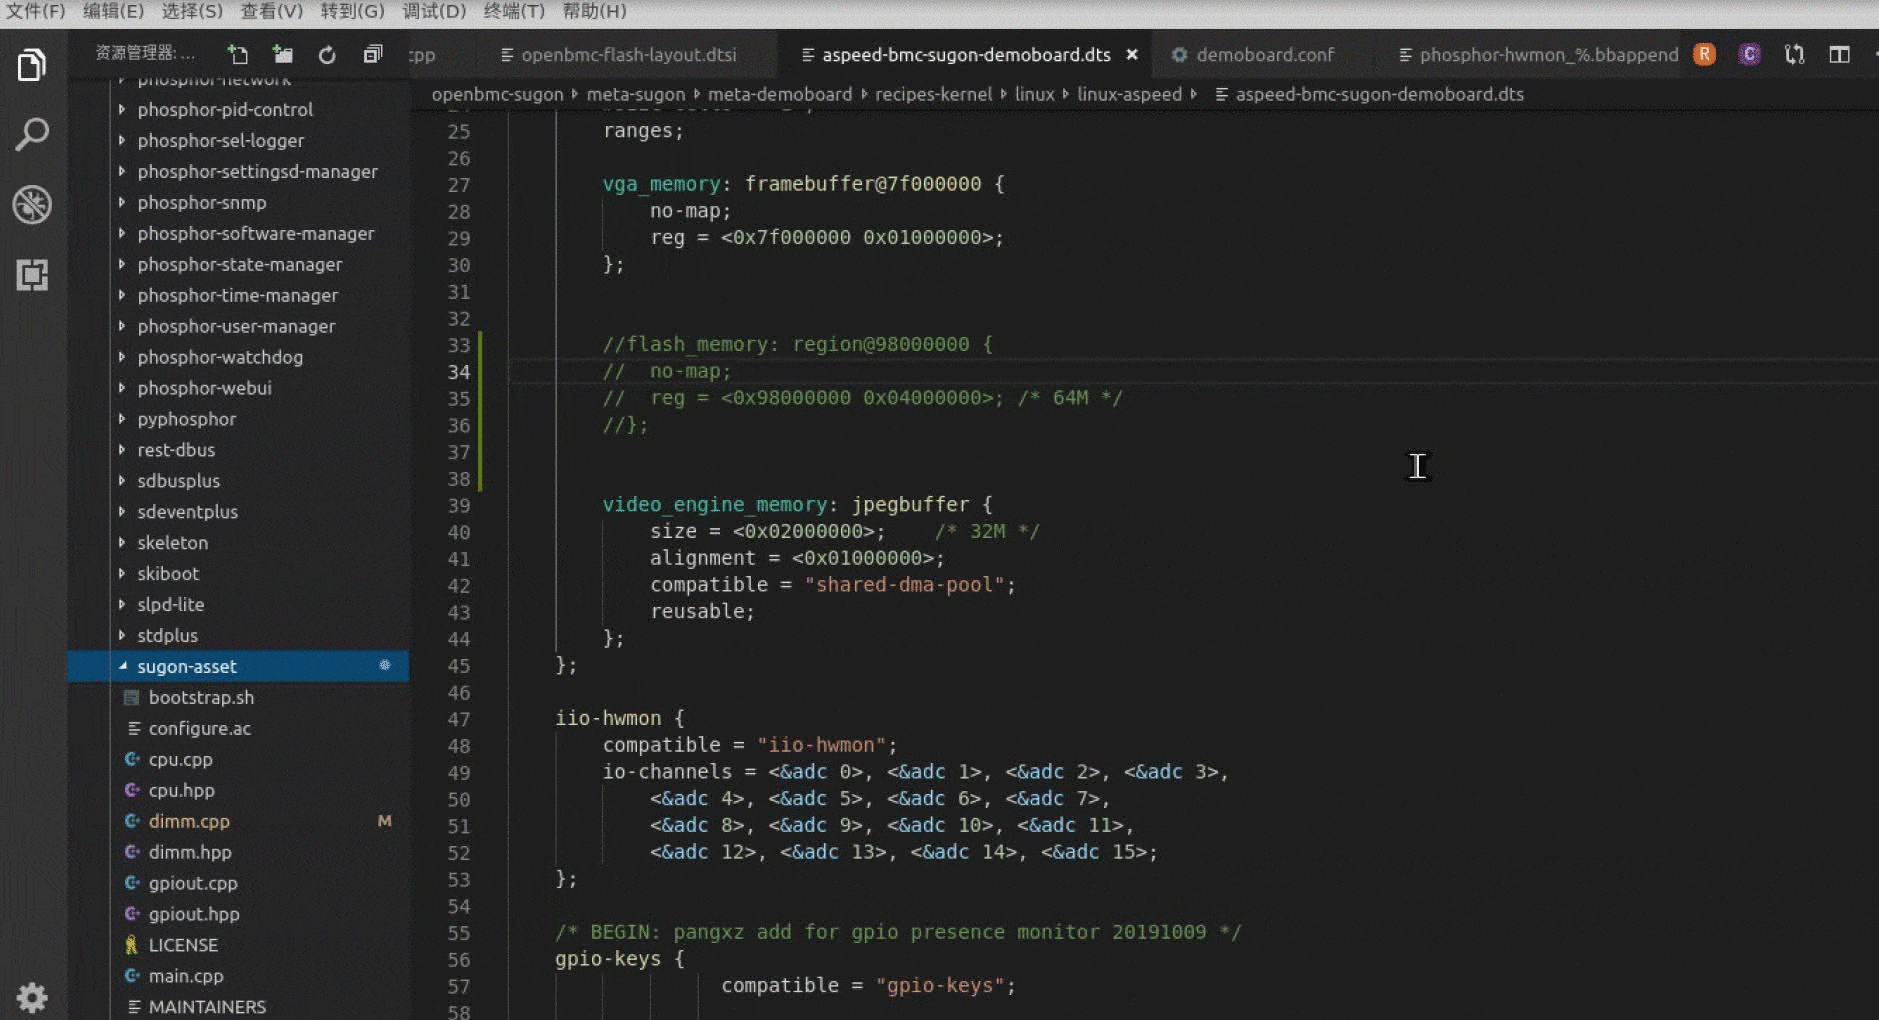 文件(F) 编辑(E) 选择(S) 查看(V) 转到(G) 调试(D) 终端(T) 帮助(H)
资源管理器: ...
cpp openbmc-flash-layout.dtsi aspeed-bmc-sugon-demoboard.dts demoboard.conf phosphor-hwmon_%.bbappend R C
openbmc-sugon meta-sugon meta-demoboard recipes-kernel linux linux-aspeed aspeed-bmc-sugon-demoboard.dts
phosphor-network
phosphor-pid-control
phosphor-sel-logger
phosphor-settingsd-manager
phosphor-snmp
phosphor-software-manager
phosphor-state-manager
phosphor-time-manager
phosphor-user-manager
phosphor-watchdog
phosphor-webui
pyphosphor
rest-dbus
sdbusplus
sdeventplus
skeleton
skiboot
slpd-lite
stdplus
sugon-asset
bootstrap.sh
configure.ac
cpu.cpp
cpu.hpp
dimm.cpp M
dimm.hpp
gpiout.cpp
gpiout.hpp
LICENSE
main.cpp
MAINTAINERS
25 ranges;
26
27 vga_memory: framebuffer@7f000000 {
28 no-map;
29 reg = <0x7f000000 0x01000000>;
30 };
31
32
33 //flash_memory: region@98000000 {
34 // no-map;
35 // reg = <0x98000000 0x04000000>; /* 64M */
36 //};
37
38
39 video_engine_memory: jpegbuffer {
40 size = <0x02000000>; /* 32M */
41 alignment = <0x01000000>;
42 compatible = "shared-dma-pool";
43 reusable;
44 };
45 };
46
47 iio-hwmon {
48 compatible = "iio-hwmon";
49 io-channels = <&adc 0>, <&adc 1>, <&adc 2>, <&adc 3>,
50 <&adc 4>, <&adc 5>, <&adc 6>, <&adc 7>,
51 <&adc 8>, <&adc 9>, <&adc 10>, <&adc 11>,
52 <&adc 12>, <&adc 13>, <&adc 14>, <&adc 15>;
53 };
54
55 /* BEGIN: pangxz add for gpio presence monitor 20191009 */
56 gpio-keys {
57 compatible = "gpio-keys";
58